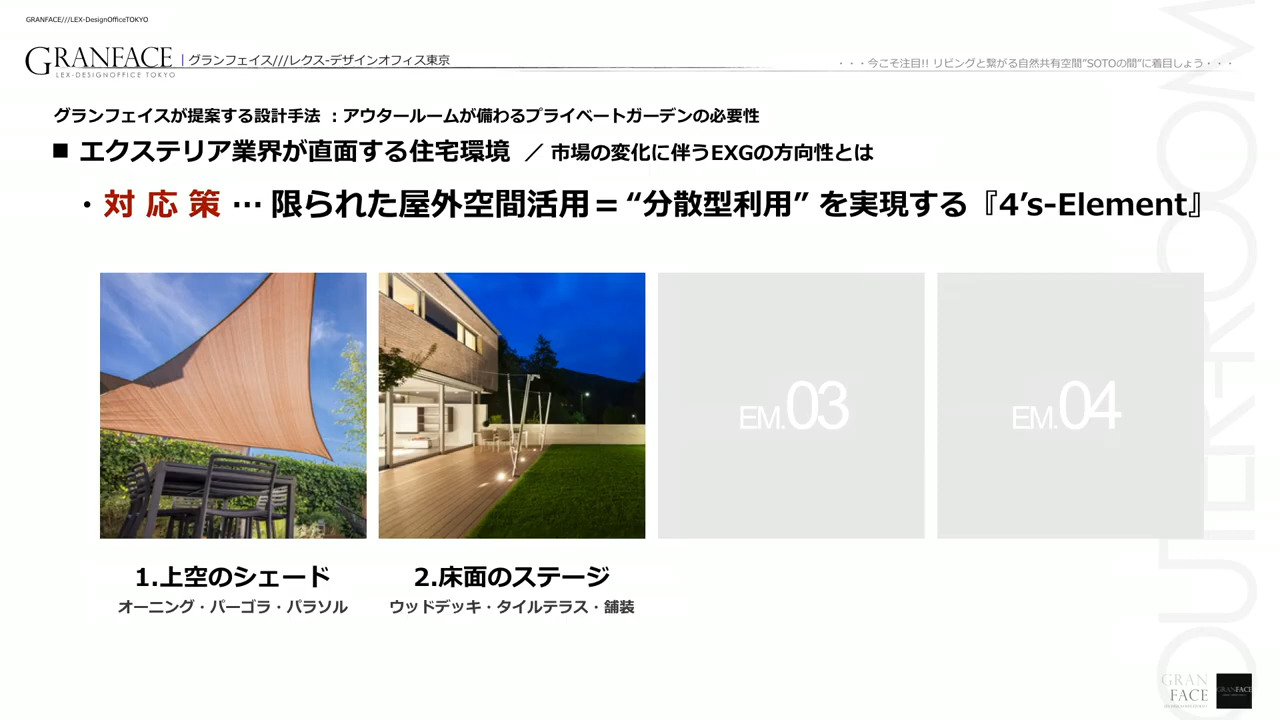 GRANFACE///LEX-DesignOfficeTOKYO
GRANFACE
LEX-DESIGNOFFICE TOKYO
| グランフェイス///レクス-デザインオフィス東京
・・・今こそ注目!! リビングと繋がる自然共有空間"SOTOの間"に着目しょう・・・
グランフェイスが提案する設計手法 ：アウタールームが備わるプライベートガーデンの必要性
■ エクステリア業界が直面する住宅環境 ／ 市場の変化に伴うEXGの方向性とは
・対 応 策 … 限られた屋外空間活用＝“分散型利用” を実現する『4’s-Element』
EM.03
EM.04
1.上空のシェード
オーニング・パーゴラ・パラソル
2.床面のステージ
ウッドデッキ・タイルテラス・舗装
OUTERROOM
GRAN
FACE
GRANFACE